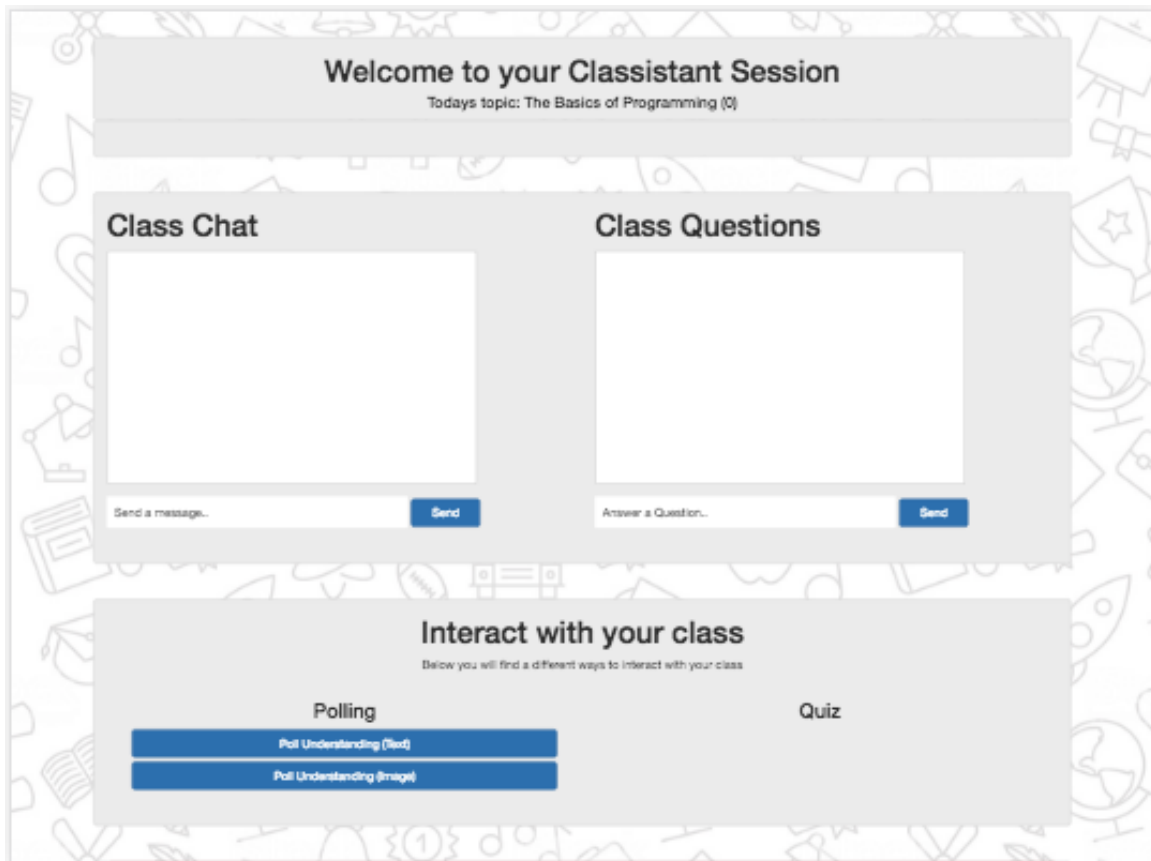 Welcome to your Classistant Session
Todays topic: The Basics of Programming (0)
Class Chat
Class Questions
Send a message..
Send
Answer a Question..
Send
Interact with your class
Below you will find a different ways to interact with your class
Polling
Quiz
Poll Understanding (Text)
Poll Understanding (Image)
1